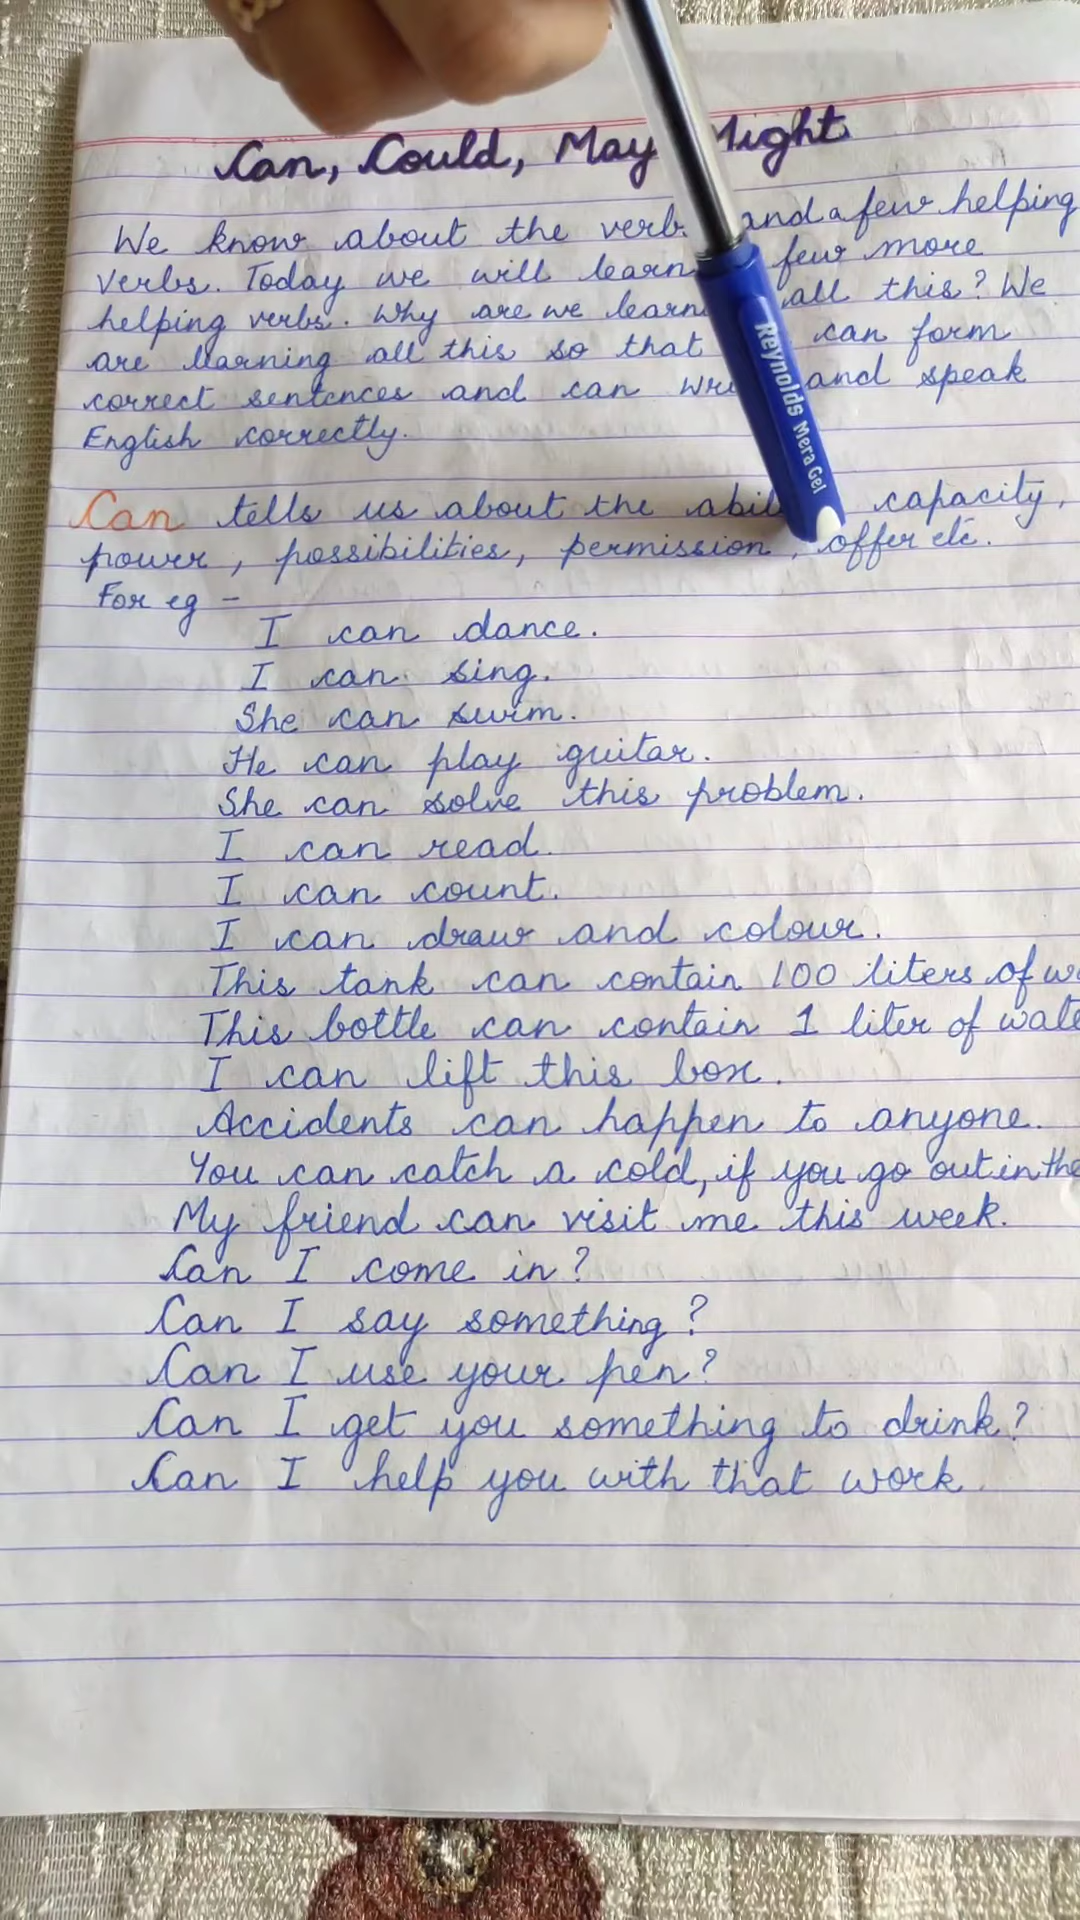 Can, Could, May Might
We know about the verb and a few helping
verbs. Today we will learn few more
helping verbs. Why are we learn all this? We
are learning all this so that can form
correct sentences and can wri and speak
English correctly.
Can tells us about the abil capacity,
power, possibilities, permission, offer etc.
For eg -
I can dance.
I can sing.
She can swim.
He can play guitar.
She can solve this problem.
I can read.
I can count.
I can draw and colour.
This tank can contain 100 liters of wa
This bottle can contain 1 liter of wate
I can lift this box.
Accidents can happen to anyone.
You can catch a cold, if you go out in the
My friend can visit me this week.
Can I come in?
Can I say something?
Can I use your pen?
Can I get you something to drink?
Can I help you with that work.
Reynolds Mera Gel